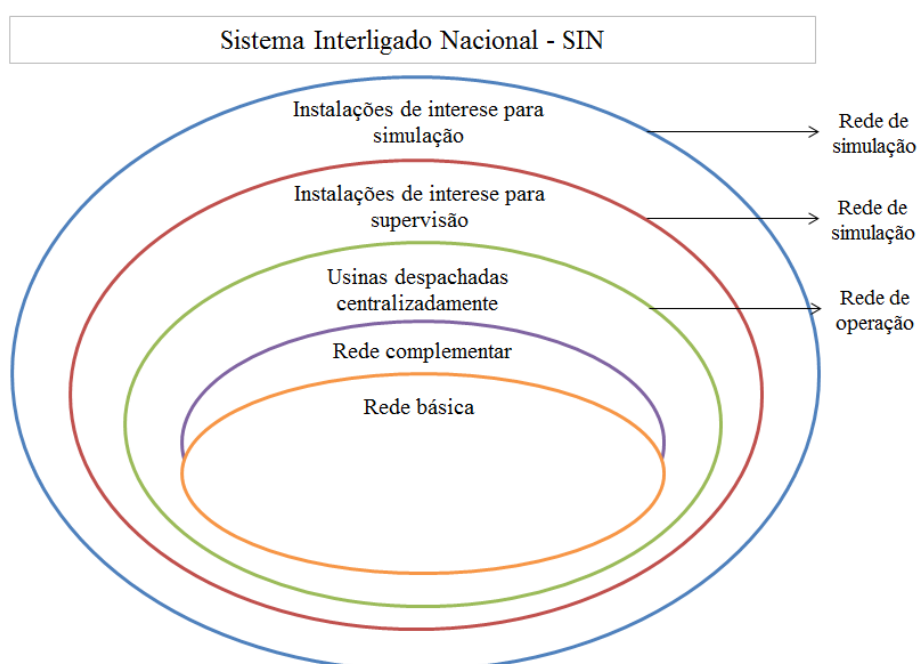 Sistema Interligado Nacional - SIN
Instalações de interese para
simulação
Rede de
simulação
Instalações de interese para
supervisão
Rede de
simulação
Usinas despachadas
centralizadamente
Rede de
operação
Rede complementar
Rede básica